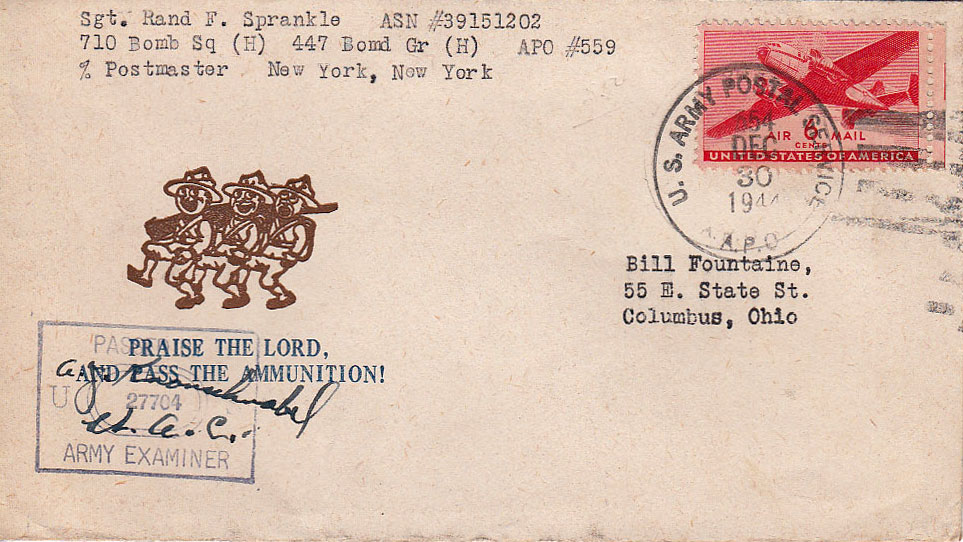 Sgt. Rand F. Sprankle ASN #39151202
710 Bomb Sq (H) 447 Bomd Gr (H) APO #559
% Postmaster New York, New York
AIR 6 MAIL
CENTS
UNITED STATES OF AMERICA
U. S. ARMY POSTAL SERVICE
DEC
30
1944
A.P.O
Bill Fountaine,
55 E. State St.
Columbus, Ohio
PRAISE THE LORD,
AND PASS THE AMMUNITION!
27704
ARMY EXAMINER